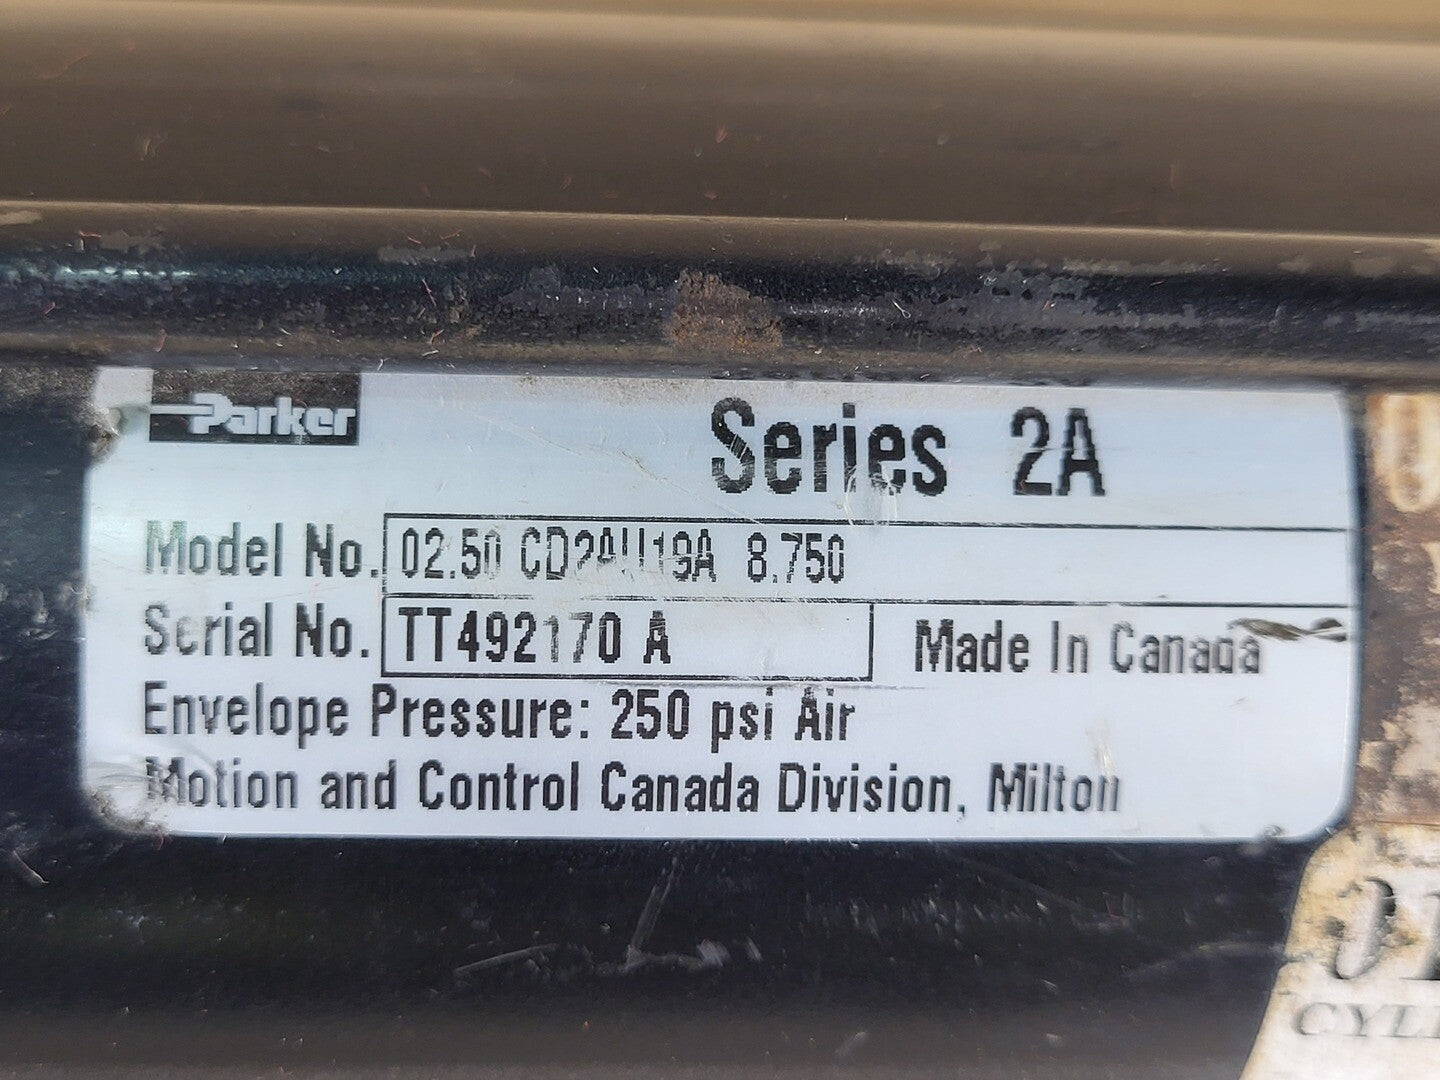 Parker
Series 2A
Model No. 02.50 CD2AU19A 8.750
Serial No. TT492170 A Made In Canada
Envelope Pressure: 250 psi Air
Motion and Control Canada Division, Milton